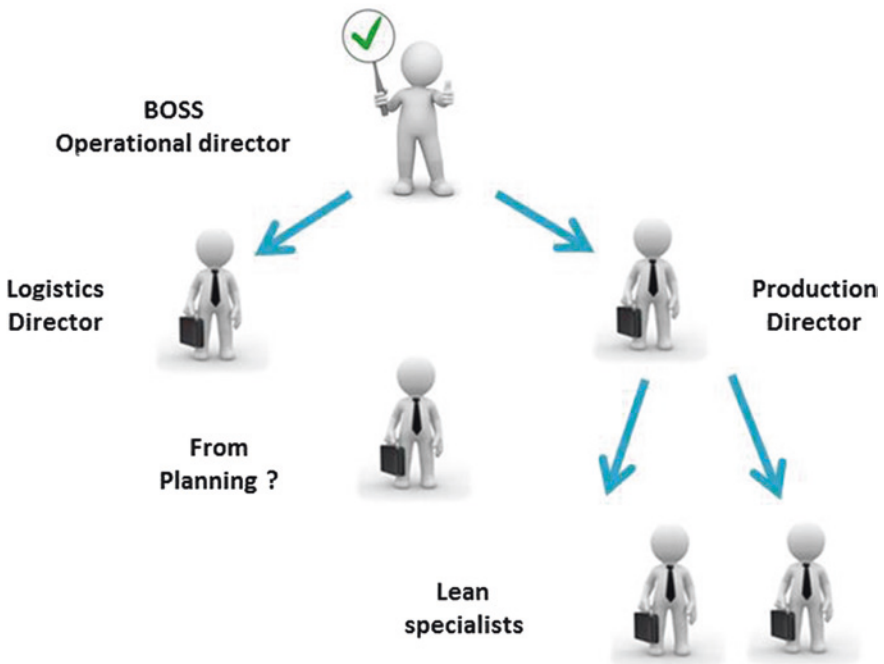 BOSS
Operational director
Logistics
Director
Production
Director
From
Planning ?
Lean
specialists